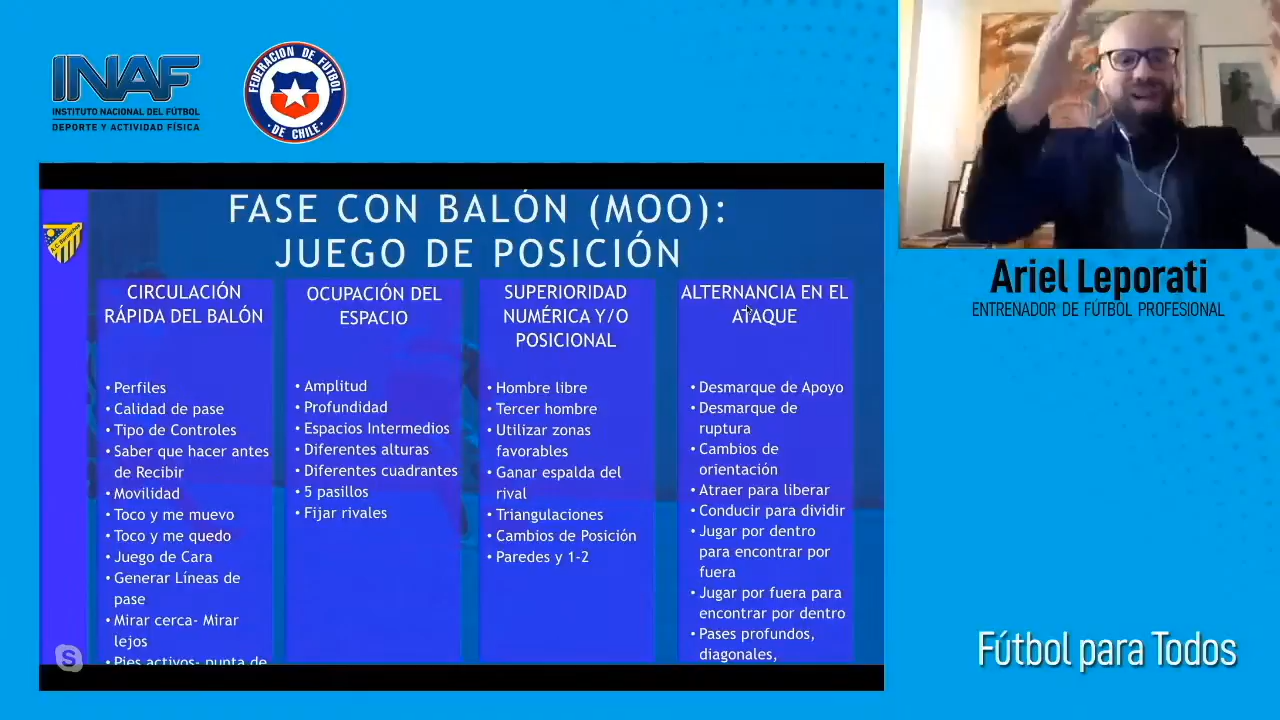 INAF
INSTITUTO NACIONAL DEL FÚTBOL
DEPORTE Y ACTIVIDAD FÍSICA
FEDERACION DE FUTBOL
· DE CHILE ·
FASE CON BALÓN (MOO):
JUEGO DE POSICIÓN
CIRCULACIÓN
RÁPIDA DEL BALÓN
• Perfiles
• Calidad de pase
• Tipo de Controles
• Saber que hacer antes
de Recibir
• Movilidad
• Toco y me muevo
• Toco y me quedo
• Juego de Cara
• Generar Líneas de
pase
• Mirar cerca- Mirar
lejos
• Pies activos- punta de
OCUPACIÓN DEL
ESPACIO
• Amplitud
• Profundidad
• Espacios Intermedios
• Diferentes alturas
• Diferentes cuadrantes
• 5 pasillos
• Fijar rivales
SUPERIORIDAD
NUMÉRICA Y/O
POSICIONAL
• Hombre libre
• Tercer hombre
• Utilizar zonas
favorables
• Ganar espalda del
rival
• Triangulaciones
• Cambios de Posición
• Paredes y 1-2
ALTERNANCIA EN EL
ATAQUE
• Desmarque de Apoyo
• Desmarque de
ruptura
• Cambios de
orientación
• Atraer para liberar
• Conducir para dividir
• Jugar por dentro
para encontrar por
fuera
• Jugar por fuera para
encontrar por dentro
• Pases profundos,
diagonales,
S
Ariel Leporati
ENTRENADOR DE FÚTBOL PROFESIONAL
Fútbol para Todos